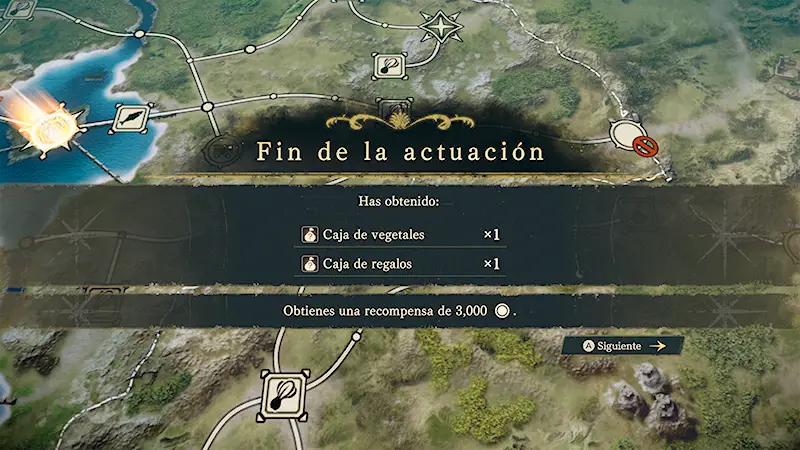 Fin de la actuación
Has obtenido:
Caja de vegetales ×1
Caja de regalos ×1
Obtienes una recompensa de 3,000 .
A Siguiente